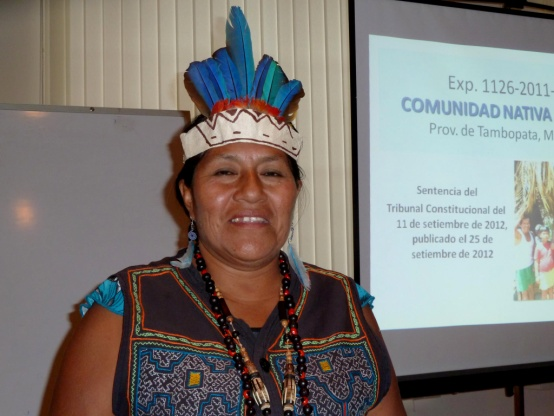 Exp. 1126-2011-
COMUNIDAD NATIVA
Prov. de Tambopata, M
Sentencia del
Tribunal Constitucional del
11 de setiembre de 2012,
publicado el 25 de
setiembre de 2012